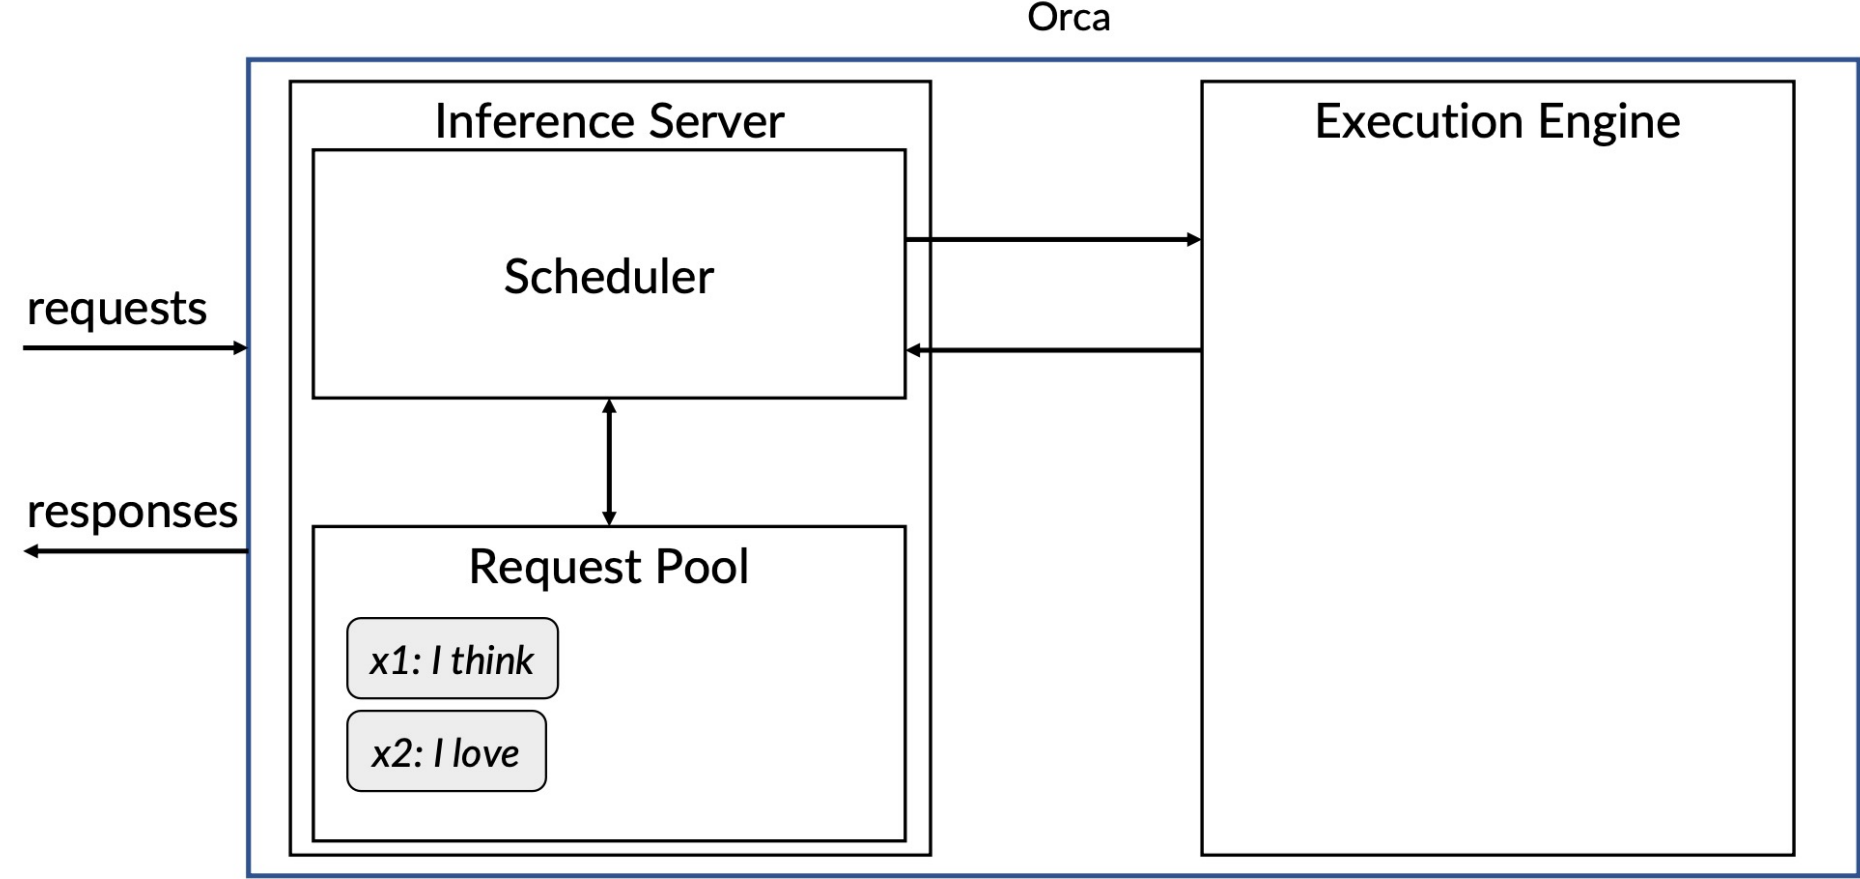 Orca
Inference Server
Execution Engine
Scheduler
requests
responses
Request Pool
x1: I think
x2: I love